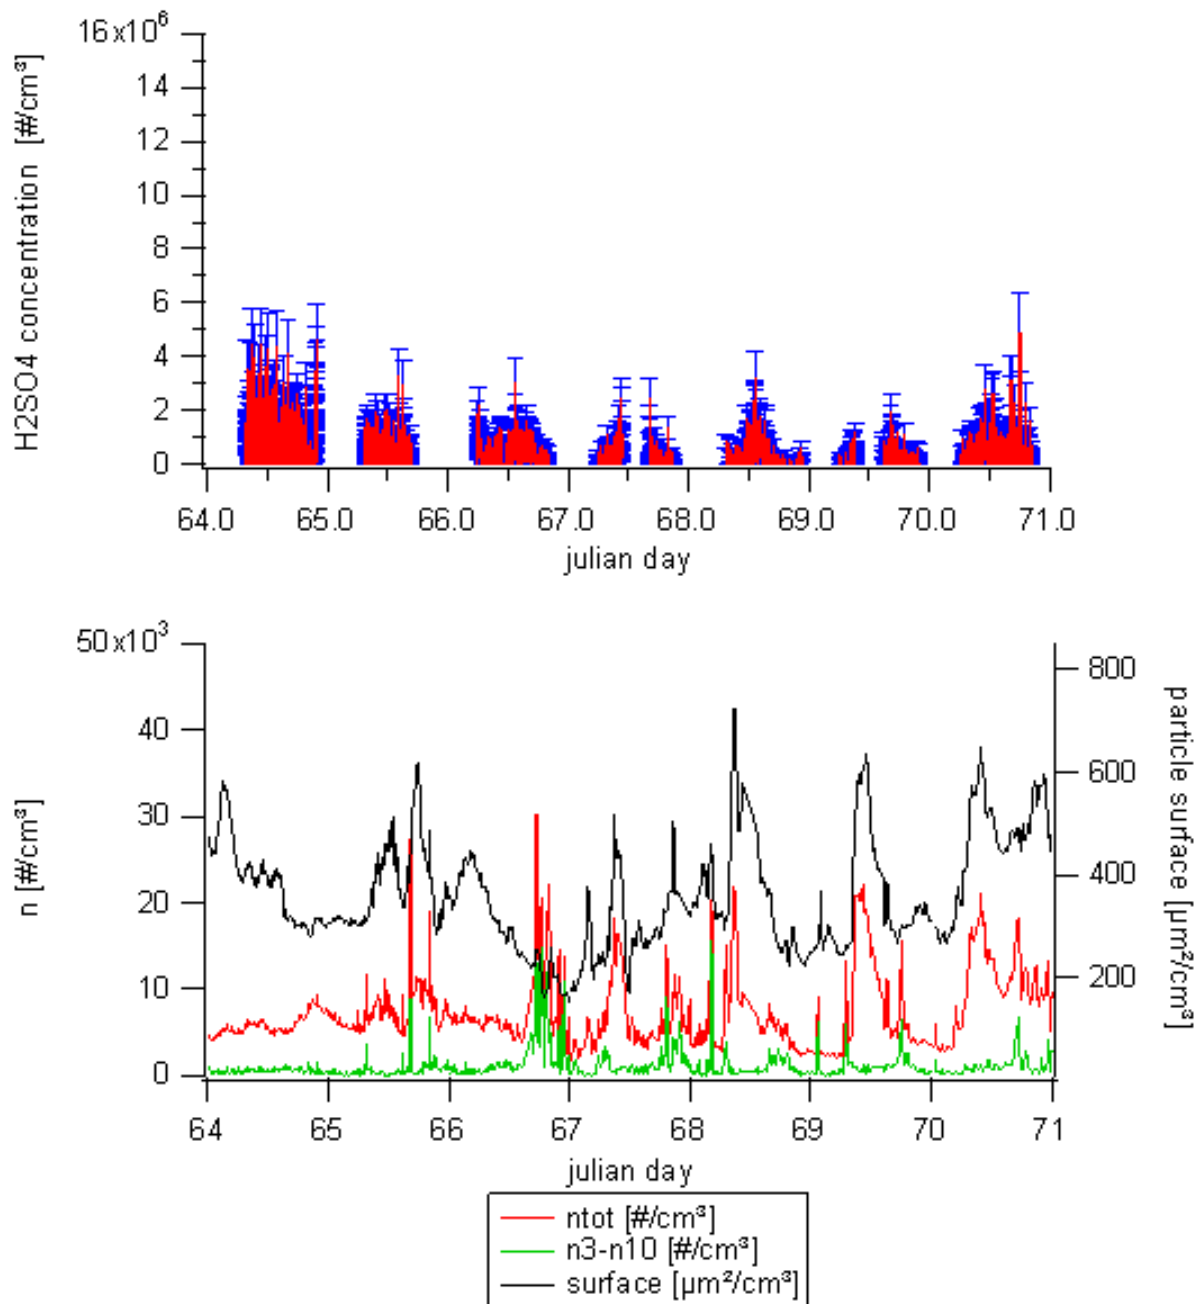 16x10⁶
14
12
10
8
6
4
2
0
H2SO4 concentration [#/cm³]
64.0 65.0 66.0 67.0 68.0 69.0 70.0 71.0
julian day
50x10³
40
30
20
10
0
n [#/cm³]
800
600
400
200
particle surface [µm²/cm³]
64 65 66 67 68 69 70 71
julian day
ntot [#/cm³]
n3-n10 [#/cm³]
surface [µm²/cm³]